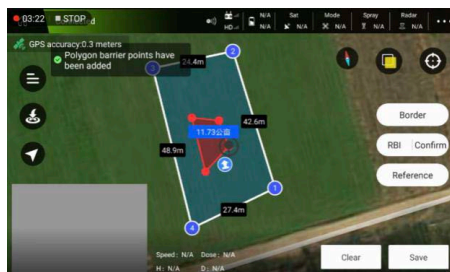 03:22 STOP d
HD
N/A
N/A
Sat
N/A
Mode
N/A
Spray
N/A
Radar
N/A
GPS accuracy:0.3 meters
Polygon barrier points have
been added
2
3
24.4m
42.6m
11.73公亩
48.9m
1
27.4m
4
Border
RBI Confirm
Reference
Speed: N/A Dose: N/A
H: N/A D: N/A
Clear
Save